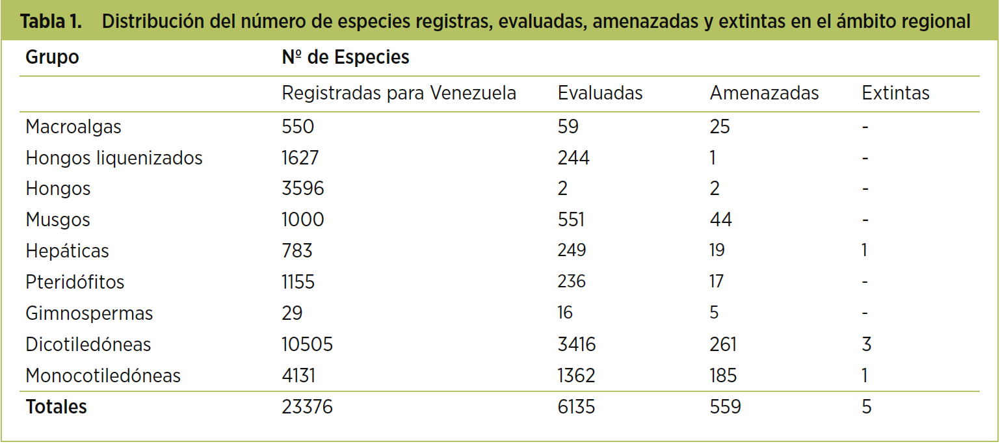 Tabla 1. Distribución del número de especies registras, evaluadas, amenazadas y extintas en el ámbito regional
Grupo Nº de Especies
Registradas para Venezuela Evaluadas Amenazadas Extintas
Macroalgas 550 59 25 -
Hongos liquenizados 1627 244 1 -
Hongos 3596 2 2 -
Musgos 1000 551 44 -
Hepáticas 783 249 19 1
Pteridófitos 1155 236 17 -
Gimnospermas 29 16 5 -
Dicotiledóneas 10505 3416 261 3
Monocotiledóneas 4131 1362 185 1
Totales 23376 6135 559 5